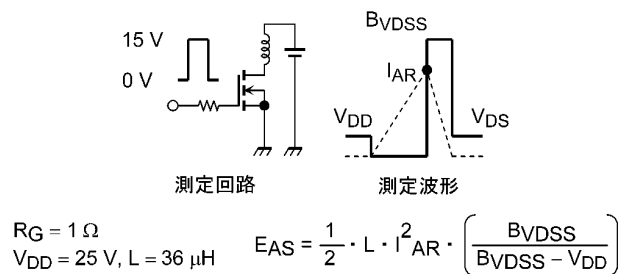 15 V
0 V
BVDSS
IAR
VDD
VDS
測定回路
測定波形
RG = 1 Ω
VDD = 25 V, L = 36 μH
EAS = 1/2 · L · I²AR · (BVDSS / (BVDSS − VDD))